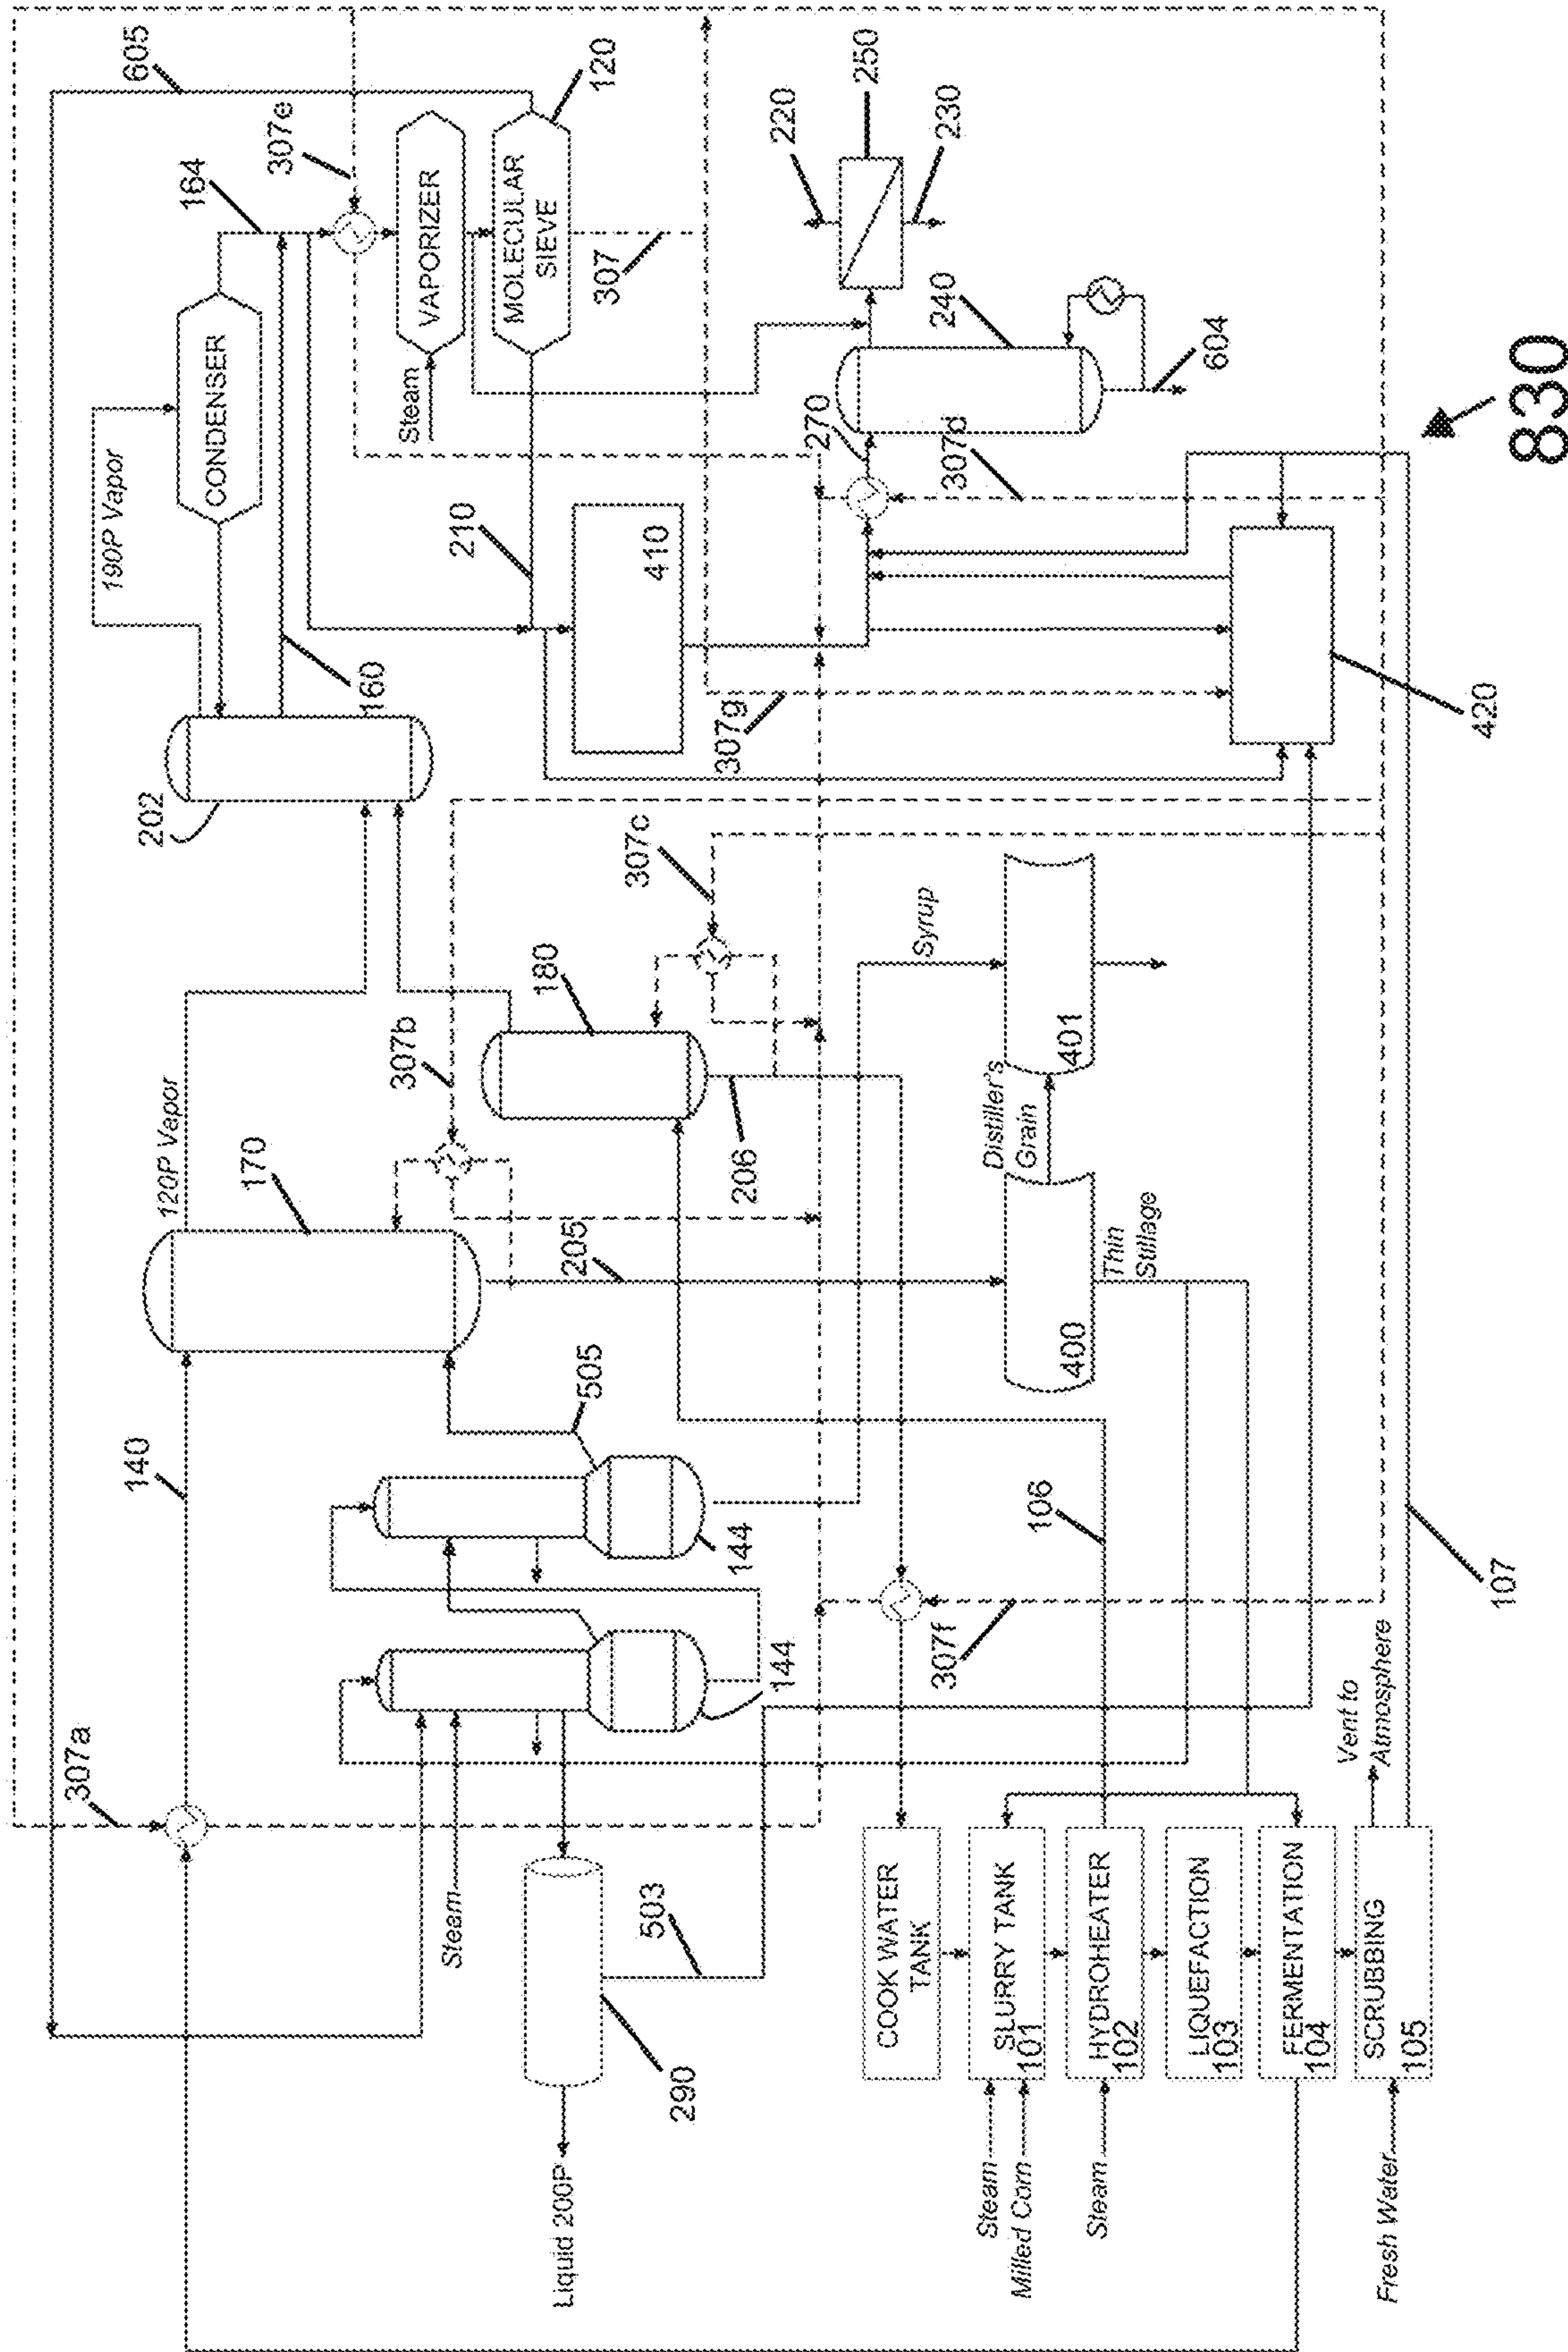 605
307e
164
120
CONDENSER
VAPORIZER
MOLECULAR
SIEVE
Steam
307
220
250
230
190P Vapor
160
210
410
270
240
604
307d
830
202
307g
420
120P Vapor
307b
180
307c
Syrup
170
205
206
Distiller's
Grain
401
400
Thin
Stillage
140
505
144
144
106
107
307a
Steam
307f
Vent to
Atmosphere
503
290
Liquid 200P
COOK WATER
TANK
SLURRY TANK
101
HYDROHEATER
102
LIQUEFACTION
103
FERMENTATION
104
SCRUBBING
105
Steam
Milled Corn
Steam
Fresh Water